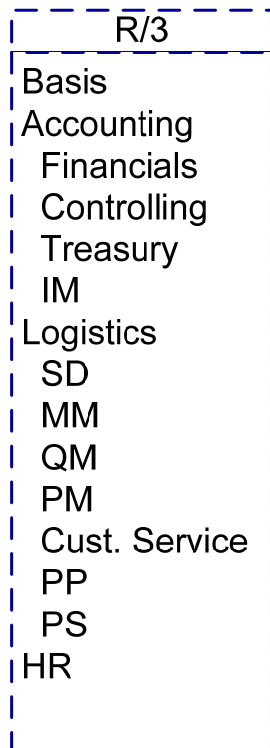 R/3
Basis
Accounting
Financials
Controlling
Treasury
IM
Logistics
SD
MM
QM
PM
Cust. Service
PP
PS
HR